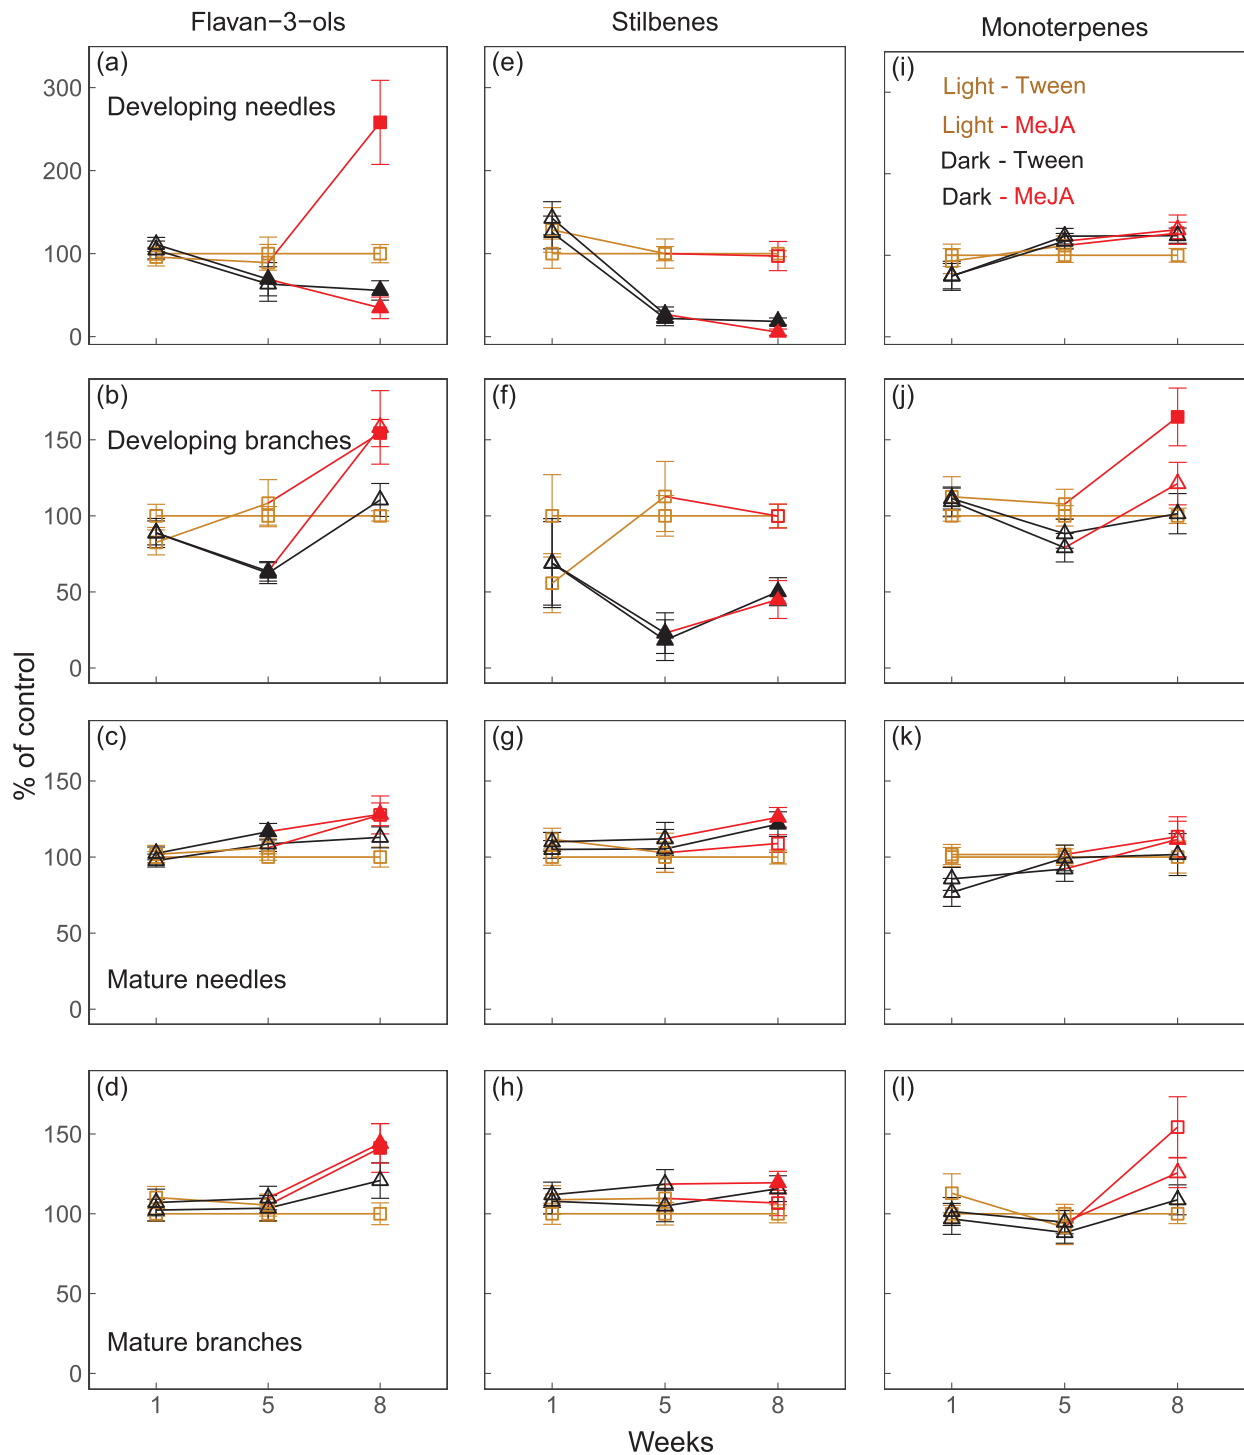 Flavan−3−ols
Stilbenes
Monoterpenes
(a)
Developing needles
300
200
100
0
(e)
(i)
Light - Tween
Light - MeJA
Dark - Tween
Dark - MeJA
(b)
Developing branches
150
100
50
0
(f)
(j)
% of control
(c)
150
100
50
0
Mature needles
(g)
(k)
(d)
150
100
50
0
Mature branches
(h)
(l)
1 5 8
1 5 8
1 5 8
Weeks